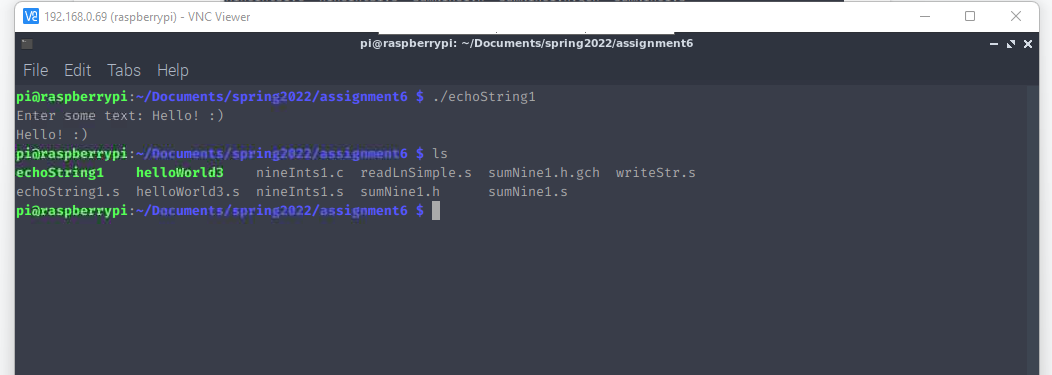 192.168.0.69 (raspberrypi) - VNC Viewer
pi@raspberrypi: ~/Documents/spring2022/assignment6
File Edit Tabs Help
pi@raspberrypi:~/Documents/spring2022/assignment6 $ ./echoString1
Enter some text: Hello! :)
Hello! :)
pi@raspberrypi:~/Documents/spring2022/assignment6 $ ls
echoString1 helloWorld3 nineInts1.c readLnSimple.s sumNine1.h.gch writeStr.s
echoString1.s helloWorld3.s nineInts1.s sumNine1.h sumNine1.s
pi@raspberrypi:~/Documents/spring2022/assignment6 $